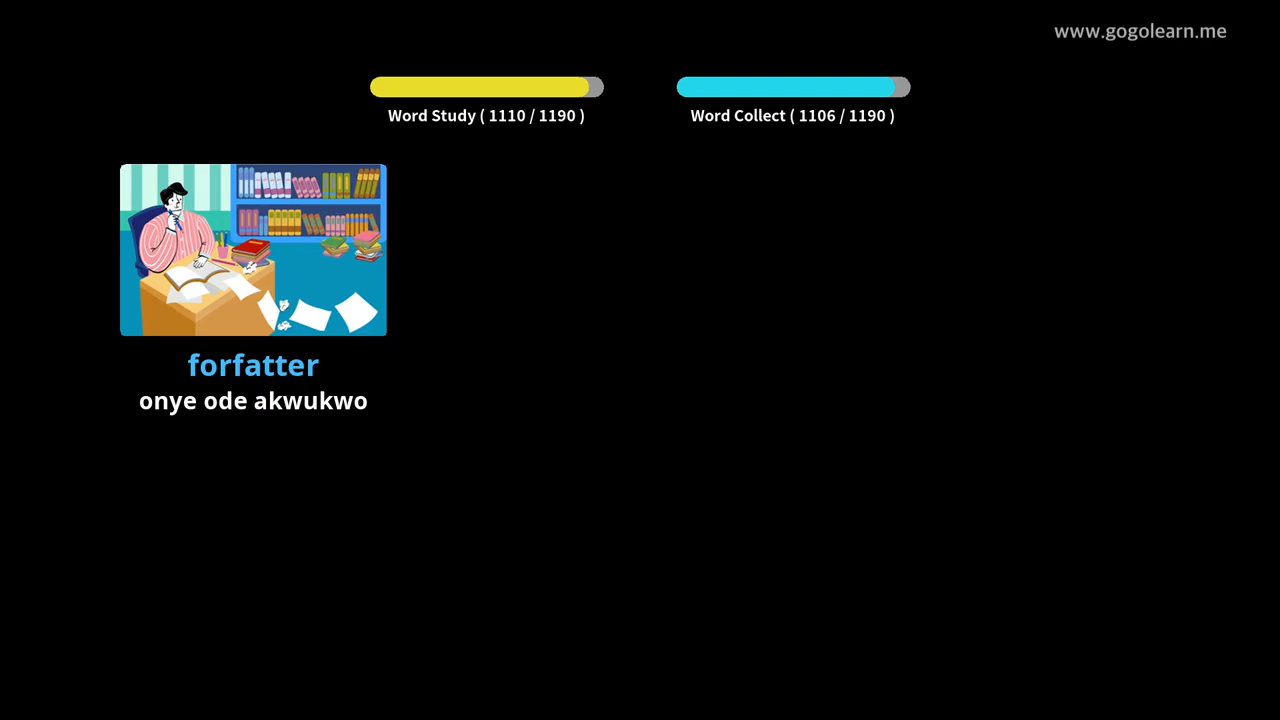 www.gogolearn.me
Word Study ( 1110 / 1190 )
Word Collect ( 1106 / 1190 )
forfatter
onye ode akwukwo